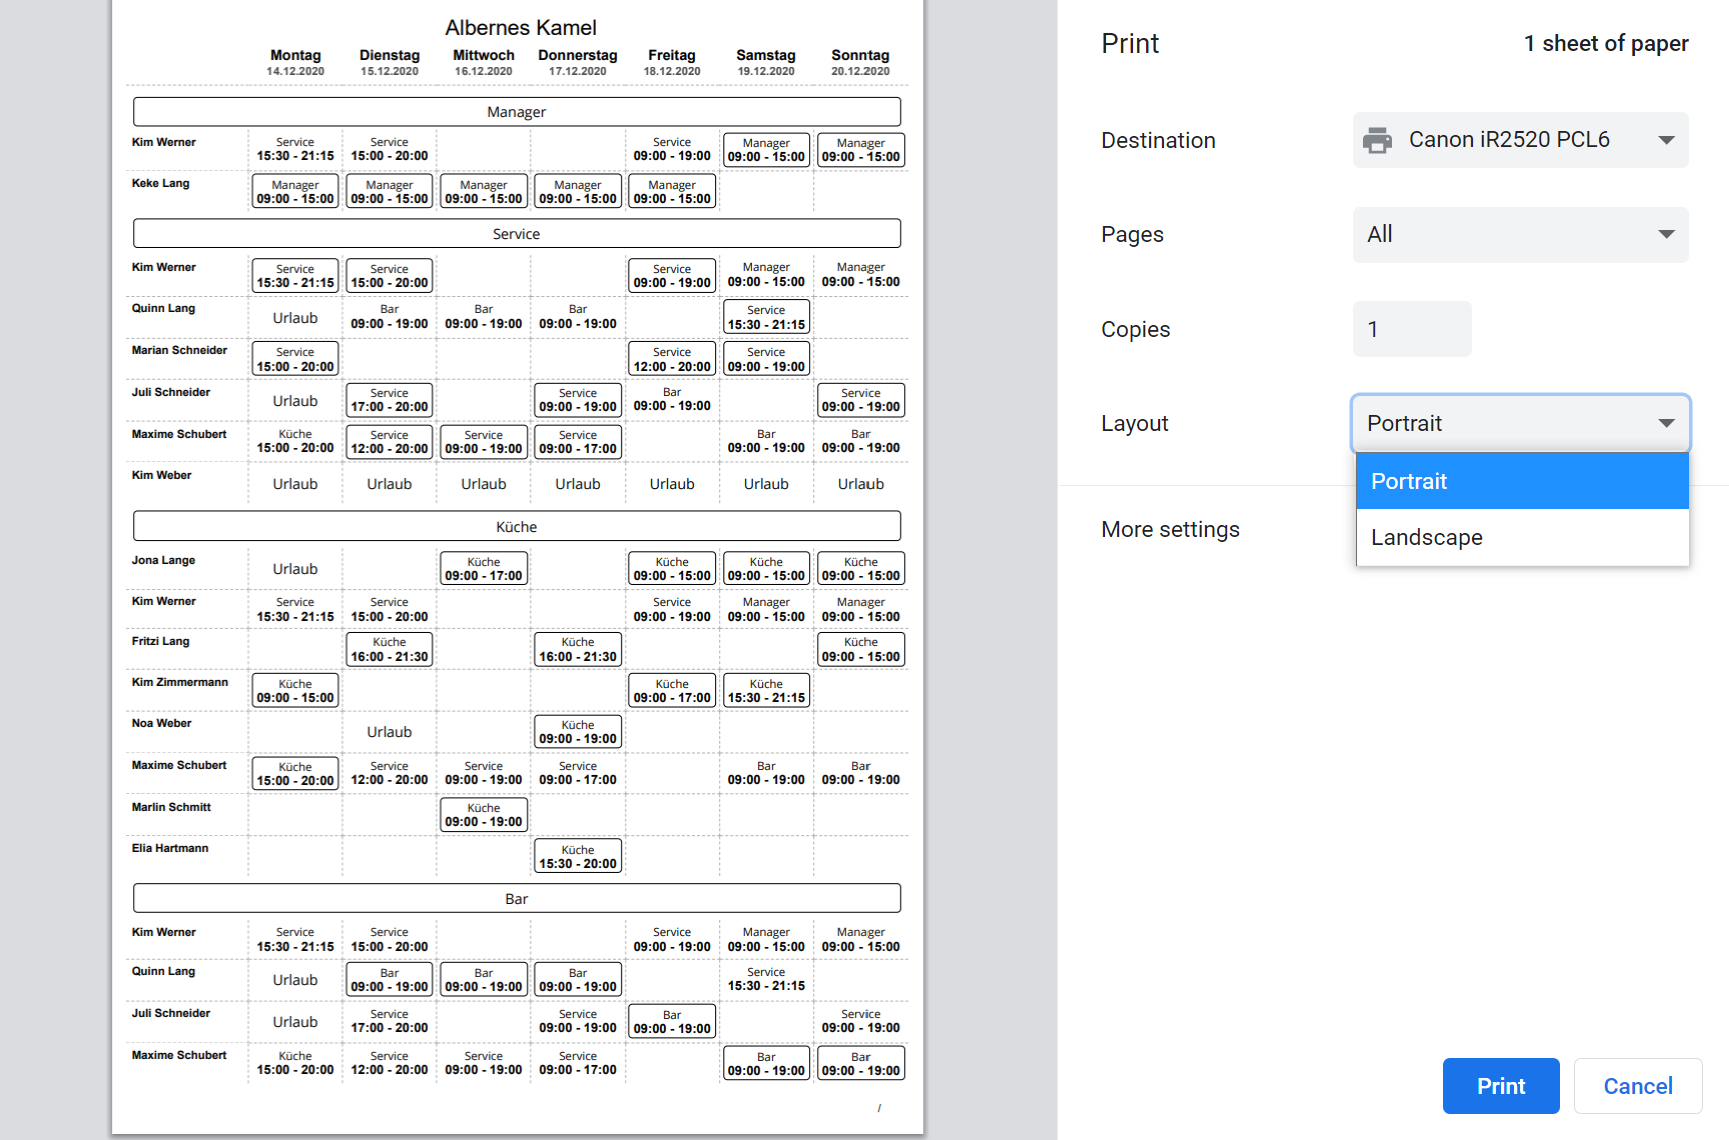 Albernes Kamel
Montag Dienstag Mittwoch Donnerstag Freitag Samstag Sonntag
14.12.2020 15.12.2020 16.12.2020 17.12.2020 18.12.2020 19.12.2020 20.12.2020
Manager
Kim Werner Service Service Service Manager Manager
15:30 - 21:15 15:00 - 20:00 09:00 - 19:00 09:00 - 15:00 09:00 - 15:00
Keke Lang Manager Manager Manager Manager Manager
09:00 - 15:00 09:00 - 15:00 09:00 - 15:00 09:00 - 15:00 09:00 - 15:00
Service
Kim Werner Service Service Service Manager Manager
15:30 - 21:15 15:00 - 20:00 09:00 - 19:00 09:00 - 15:00 09:00 - 15:00
Quinn Lang Urlaub Bar Bar Bar Service
09:00 - 19:00 09:00 - 19:00 09:00 - 19:00 15:30 - 21:15
Marian Schneider Service Service Service
15:00 - 20:00 12:00 - 20:00 09:00 - 19:00
Juli Schneider Urlaub Service Service Bar Service
17:00 - 20:00 09:00 - 19:00 09:00 - 19:00 09:00 - 19:00
Maxime Schubert Küche Service Service Service Bar Bar
15:00 - 20:00 12:00 - 20:00 09:00 - 19:00 09:00 - 17:00 09:00 - 19:00 09:00 - 19:00
Kim Weber Urlaub Urlaub Urlaub Urlaub Urlaub Urlaub Urlaub
Küche
Jona Lange Urlaub Küche Küche Küche Küche
09:00 - 17:00 09:00 - 15:00 09:00 - 15:00 09:00 - 15:00
Kim Werner Service Service Service Manager Manager
15:30 - 21:15 15:00 - 20:00 09:00 - 19:00 09:00 - 15:00 09:00 - 15:00
Fritzi Lang Küche Küche Küche
16:00 - 21:30 16:00 - 21:30 09:00 - 15:00
Kim Zimmermann Küche Küche Küche
09:00 - 15:00 09:00 - 17:00 15:30 - 21:15
Noa Weber Urlaub Küche
09:00 - 19:00
Maxime Schubert Küche Service Service Service Bar Bar
15:00 - 20:00 12:00 - 20:00 09:00 - 19:00 09:00 - 17:00 09:00 - 19:00 09:00 - 19:00
Marlin Schmitt Küche
09:00 - 19:00
Elia Hartmann Küche
15:30 - 20:00
Bar
Kim Werner Service Service Service Manager Manager
15:30 - 21:15 15:00 - 20:00 09:00 - 19:00 09:00 - 15:00 09:00 - 15:00
Quinn Lang Urlaub Bar Bar Bar Service
09:00 - 19:00 09:00 - 19:00 09:00 - 19:00 15:30 - 21:15
Juli Schneider Urlaub Service Service Bar Service
17:00 - 20:00 09:00 - 19:00 09:00 - 19:00 09:00 - 19:00
Maxime Schubert Küche Service Service Service Bar Bar
15:00 - 20:00 12:00 - 20:00 09:00 - 19:00 09:00 - 17:00 09:00 - 19:00 09:00 - 19:00
/
Print 1 sheet of paper
Destination Canon iR2520 PCL6
Pages All
Copies 1
Layout Portrait
Portrait
Landscape
More settings
Print Cancel